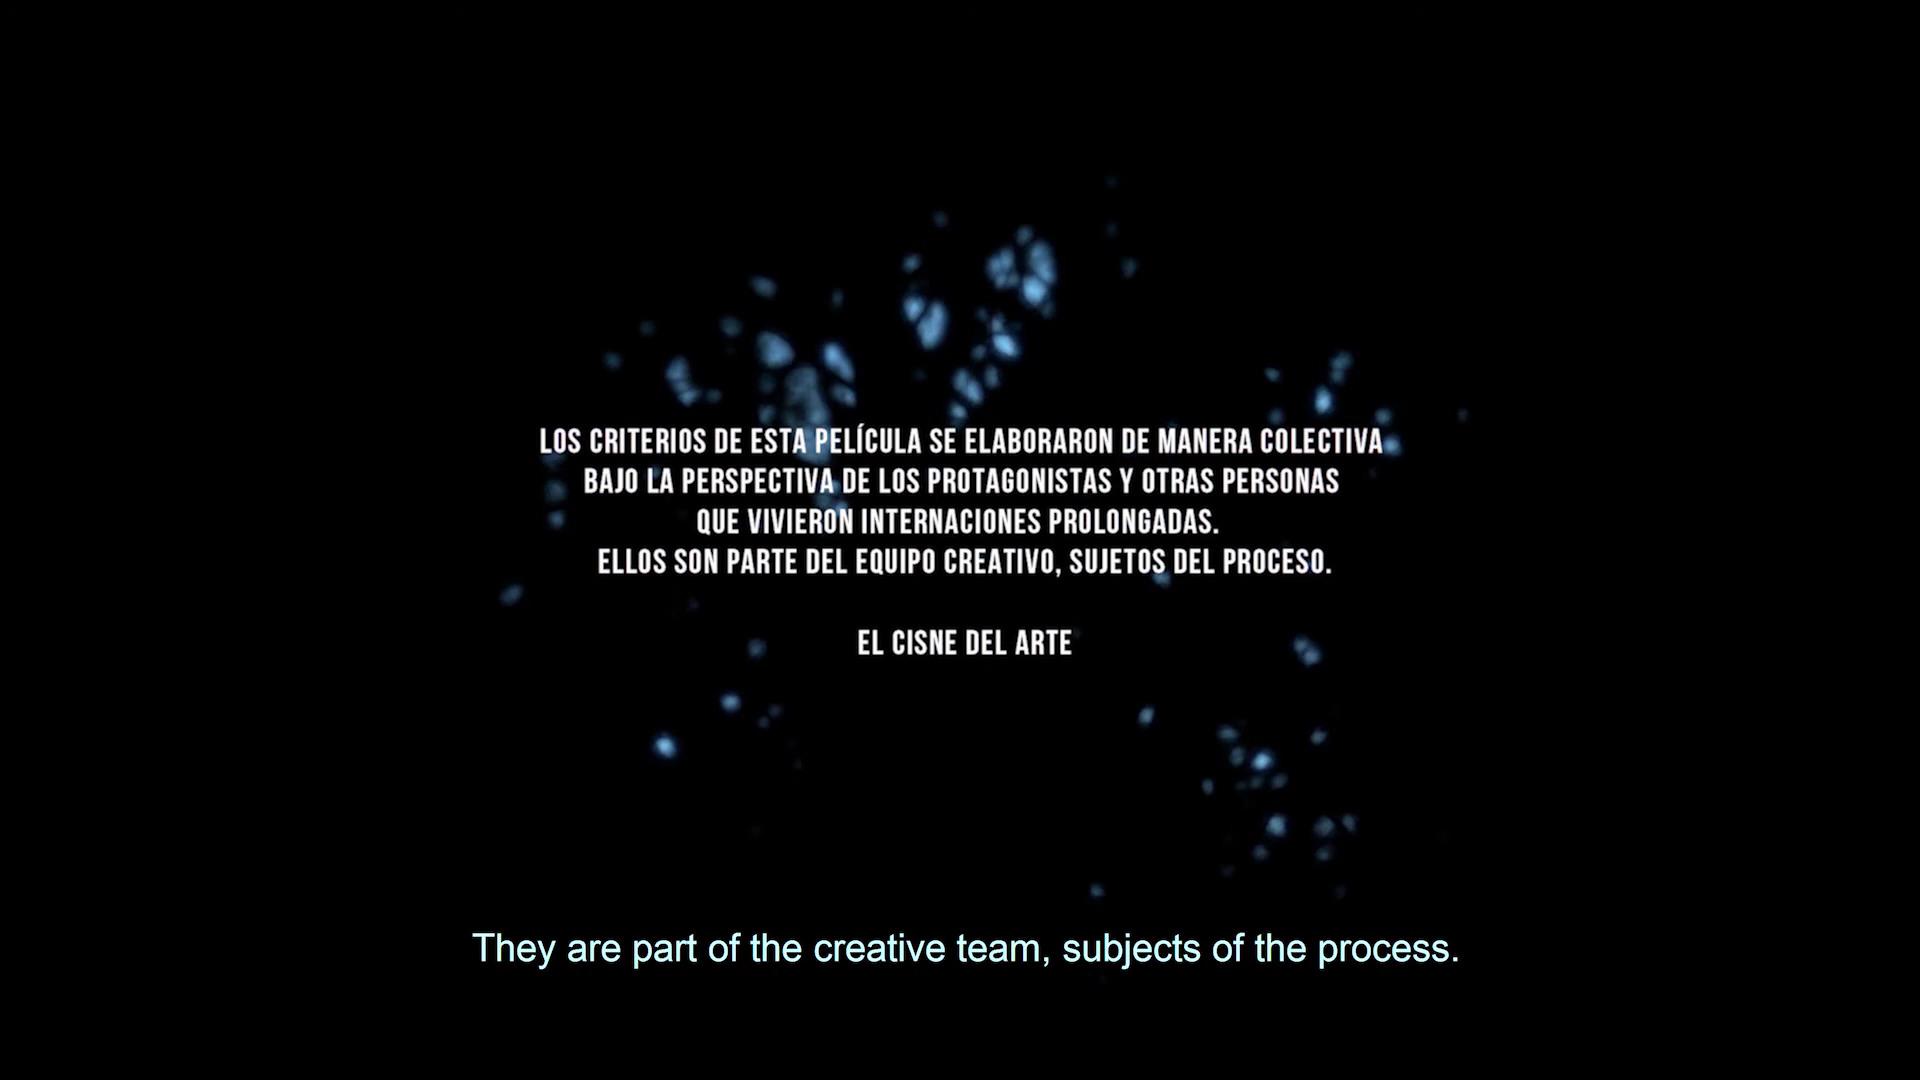 LOS CRITERIOS DE ESTA PELÍCULA SE ELABORARON DE MANERA COLECTIVA
BAJO LA PERSPECTIVA DE LOS PROTAGONISTAS Y OTRAS PERSONAS
QUE VIVIERON INTERNACIONES PROLONGADAS.
ELLOS SON PARTE DEL EQUIPO CREATIVO, SUJETOS DEL PROCESO.
EL CISNE DEL ARTE
They are part of the creative team, subjects of the process.